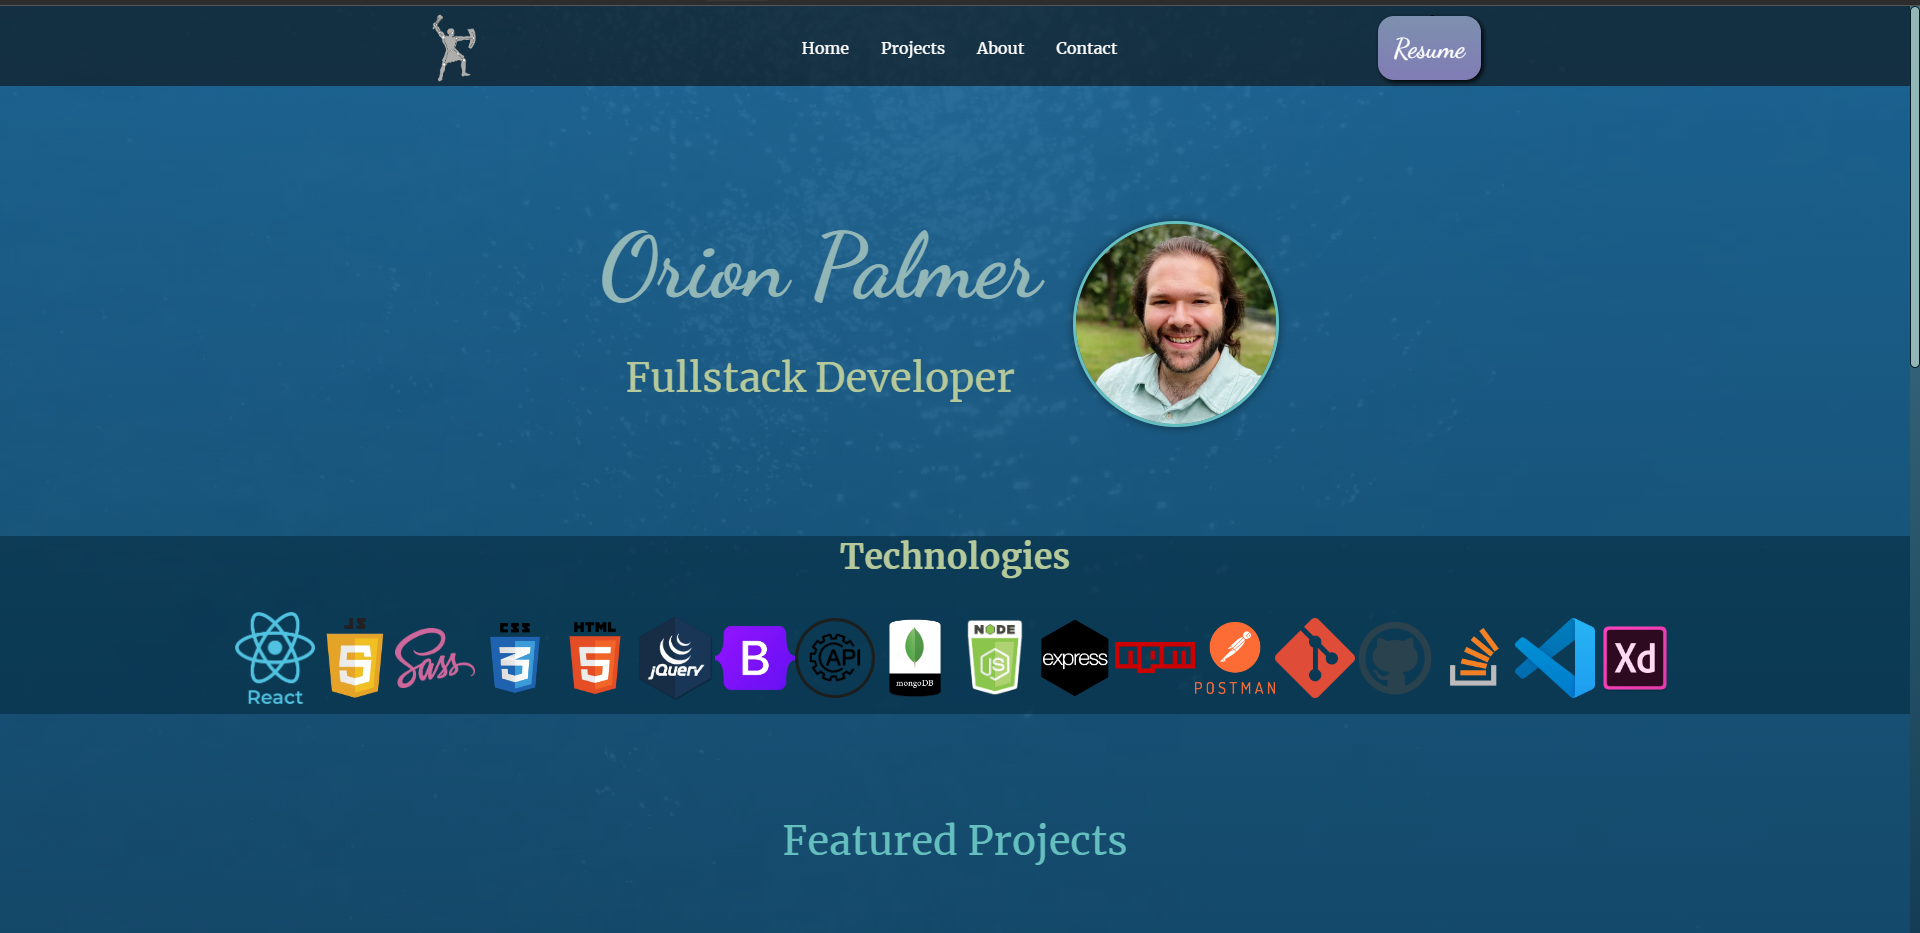 Home Projects About Contact Resume
Orion Palmer
Fullstack Developer
Technologies
React
JS
5
Sass
CSS
3
HTML
5
jQuery
B
API
mongoDB
NODE
JS
express
npm
POSTMAN
Xd
Featured Projects